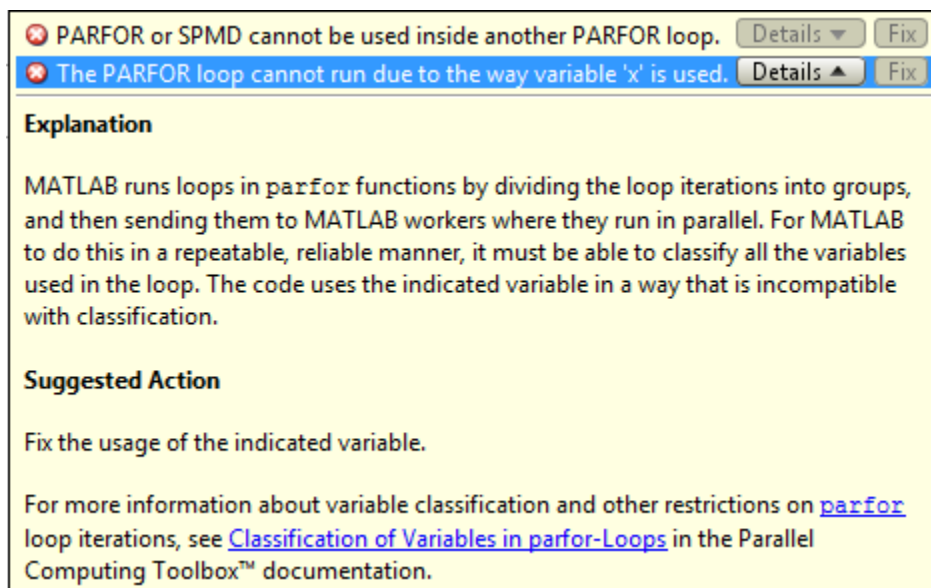 PARFOR or SPMD cannot be used inside another PARFOR loop. Details Fix
The PARFOR loop cannot run due to the way variable 'x' is used. Details Fix
Explanation
MATLAB runs loops in parfor functions by dividing the loop iterations into groups,
and then sending them to MATLAB workers where they run in parallel. For MATLAB
to do this in a repeatable, reliable manner, it must be able to classify all the variables
used in the loop. The code uses the indicated variable in a way that is incompatible
with classification.
Suggested Action
Fix the usage of the indicated variable.
For more information about variable classification and other restrictions on parfor
loop iterations, see Classification of Variables in parfor-Loops in the Parallel
Computing Toolbox™ documentation.